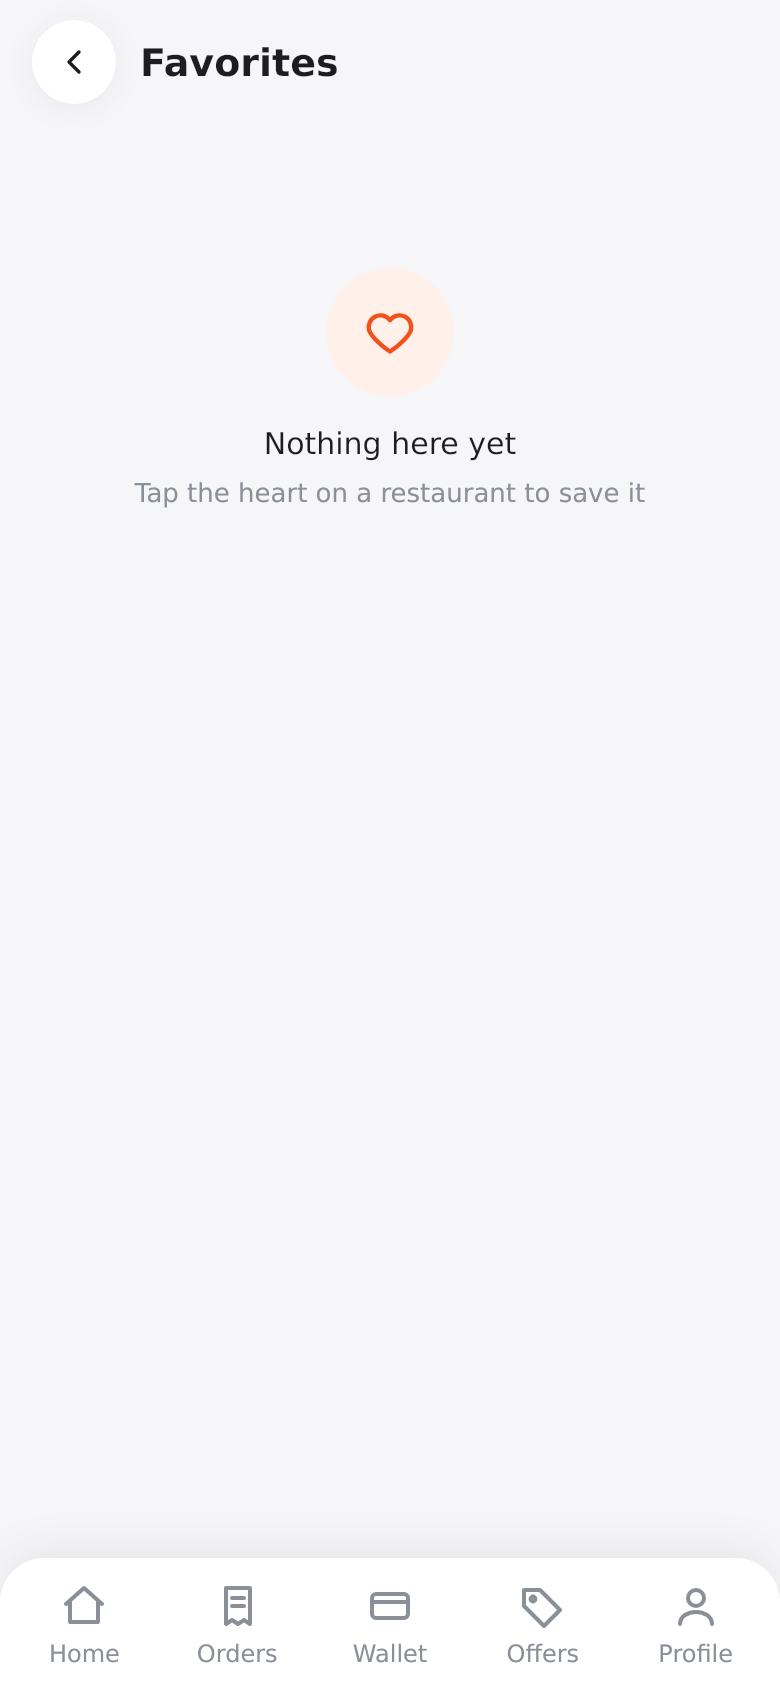 Favorites
Nothing here yet
Tap the heart on a restaurant to save it
Home
Orders
Wallet
Offers
Profile